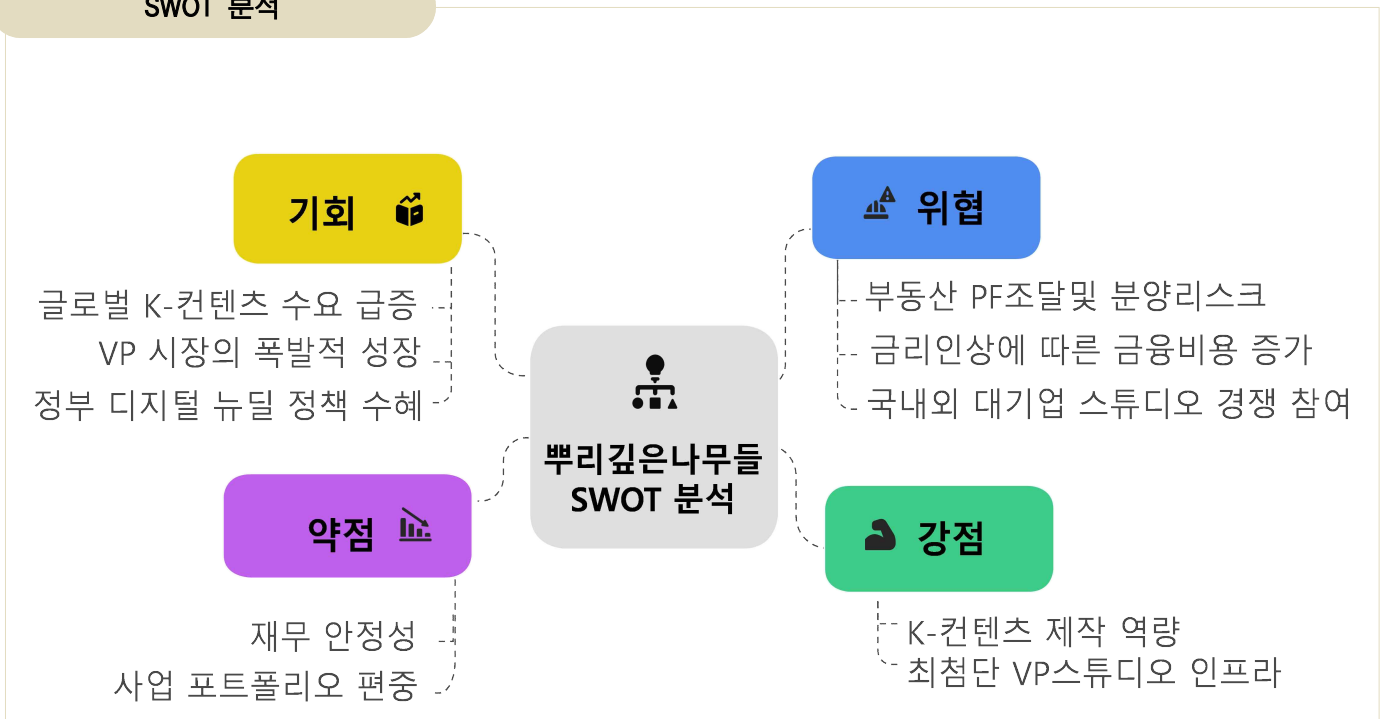 SWOT 분석
기회
글로벌 K-컨텐츠 수요 급증
VP 시장의 폭발적 성장
정부 디지털 뉴딜 정책 수혜
위협
부동산 PF조달및 분양리스크
금리인상에 따른 금융비용 증가
국내외 대기업 스튜디오 경쟁 참여
뿌리깊은나무들
SWOT 분석
약점
재무 안정성
사업 포트폴리오 편중
강점
K-컨텐츠 제작 역량
최첨단 VP스튜디오 인프라